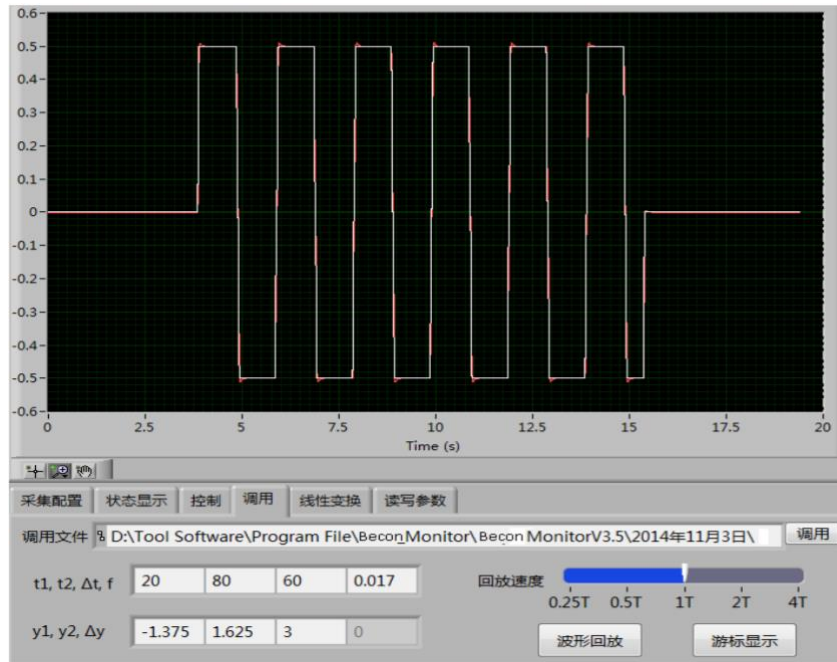 0.6
0.5
0.4
0.3
0.2
0.1
0
-0.1
-0.2
-0.3
-0.4
-0.5
-0.6
0 2.5 5 7.5 10 12.5 15 17.5 20
Time (s)
采集配置 状态显示 控制 调用 线性变换 读写参数
调用文件 D:\Tool Software\Program File\Becon_Monitor\Becon MonitorV3.5\2014年11月3日\ 调用
t1, t2, Δt, f 20 80 60 0.017 回放速度
0.25T 0.5T 1T 2T 4T
y1, y2, Δy -1.375 1.625 3 0 波形回放 游标显示